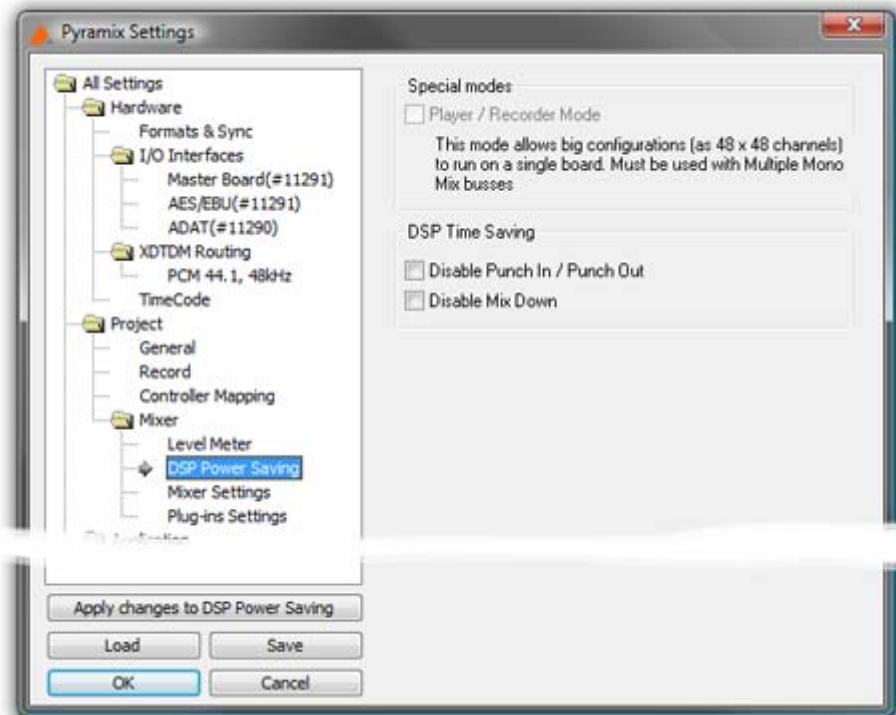 Pyramix Settings
All Settings
Hardware
Formats & Sync
I/O Interfaces
Master Board(#11291)
AES/EBU(#11291)
ADAT(#11290)
XDTDM Routing
PCM 44.1, 48kHz
TimeCode
Project
General
Record
Controller Mapping
Mixer
Level Meter
DSP Power Saving
Mixer Settings
Plug-ins Settings
Apply changes to DSP Power Saving
Load
Save
OK
Cancel
Special modes
Player / Recorder Mode
This mode allows big configurations (as 48 x 48 channels)
to run on a single board. Must be used with Multiple Mono
Mix busses
DSP Time Saving
Disable Punch In / Punch Out
Disable Mix Down